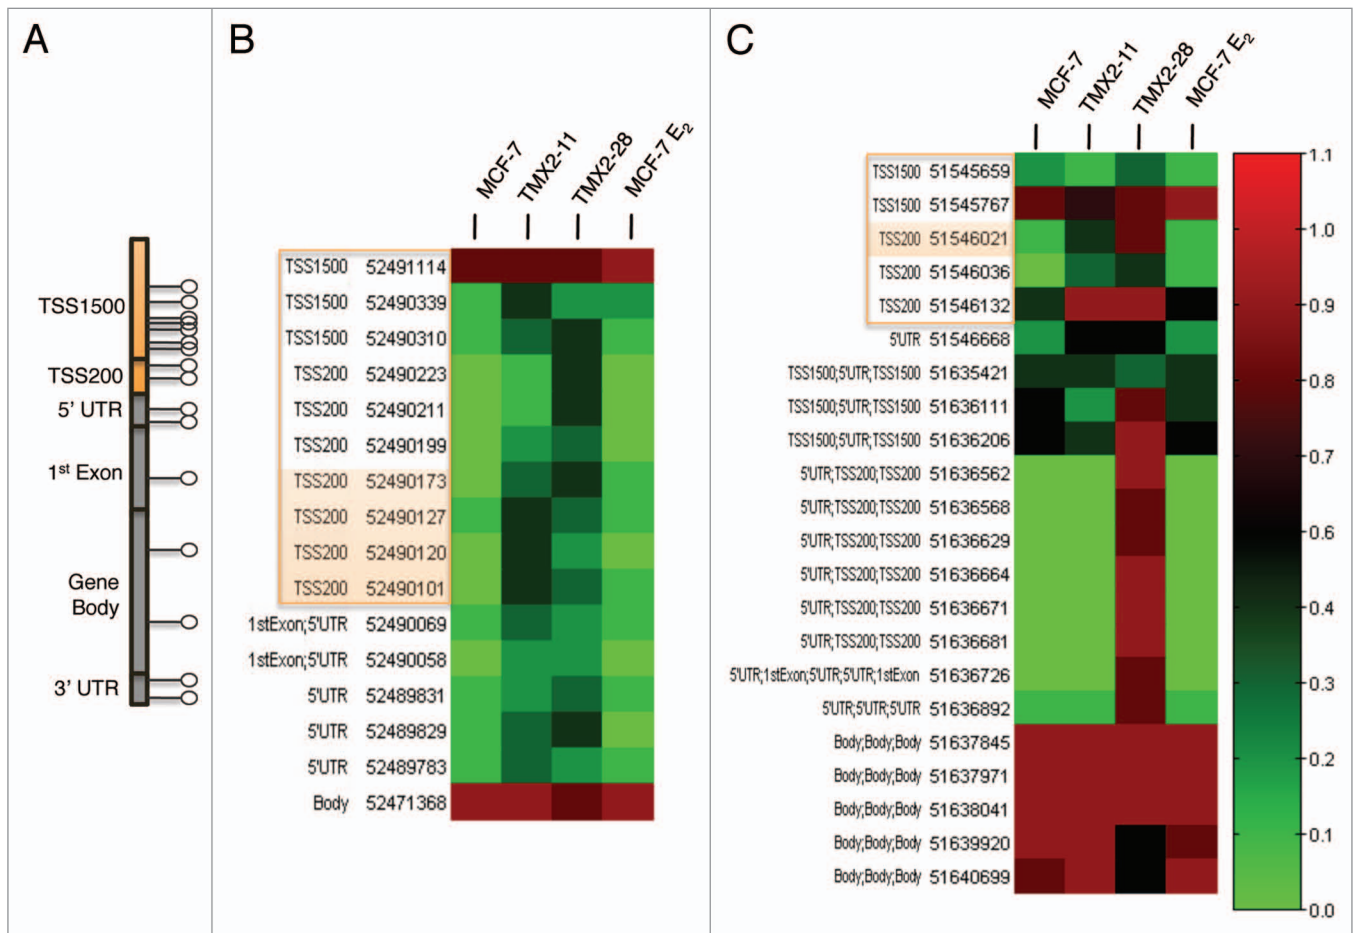 A
TSS1500
TSS200
5' UTR
1st Exon
Gene
Body
3' UTR
B
MCF-7
TMX2-11
TMX2-28
MCF-7 E2
TSS1500 52491114
TSS1500 52490339
TSS1500 52490310
TSS200 52490223
TSS200 52490211
TSS200 52490199
TSS200 52490173
TSS200 52490127
TSS200 52490120
TSS200 52490101
1stExon;5'UTR 52490069
1stExon;5'UTR 52490058
5'UTR 52489831
5'UTR 52489829
5'UTR 52489783
Body 52471368
C
MCF-7
TMX2-11
TMX2-28
MCF-7 E2
TSS1500 51545659
TSS1500 51545767
TSS200 51546021
TSS200 51546036
TSS200 51546132
5'UTR 51546668
TSS1500;5'UTR;TSS1500 51635421
TSS1500;5'UTR;TSS1500 51636111
TSS1500;5'UTR;TSS1500 51636206
5'UTR;TSS200;TSS200 51636562
5'UTR;TSS200;TSS200 51636568
5'UTR;TSS200;TSS200 51636629
5'UTR;TSS200;TSS200 51636664
5'UTR;TSS200;TSS200 51636671
5'UTR;TSS200;TSS200 51636681
5'UTR;1stExon;5'UTR;5'UTR;1stExon 51636726
5'UTR;5'UTR;5'UTR 51636892
Body;Body;Body 51637845
Body;Body;Body 51637971
Body;Body;Body 51638041
Body;Body;Body 51639920
Body;Body;Body 51640699
1.1
1.0
0.9
0.8
0.7
0.6
0.4
0.3
0.2
0.1
0.0